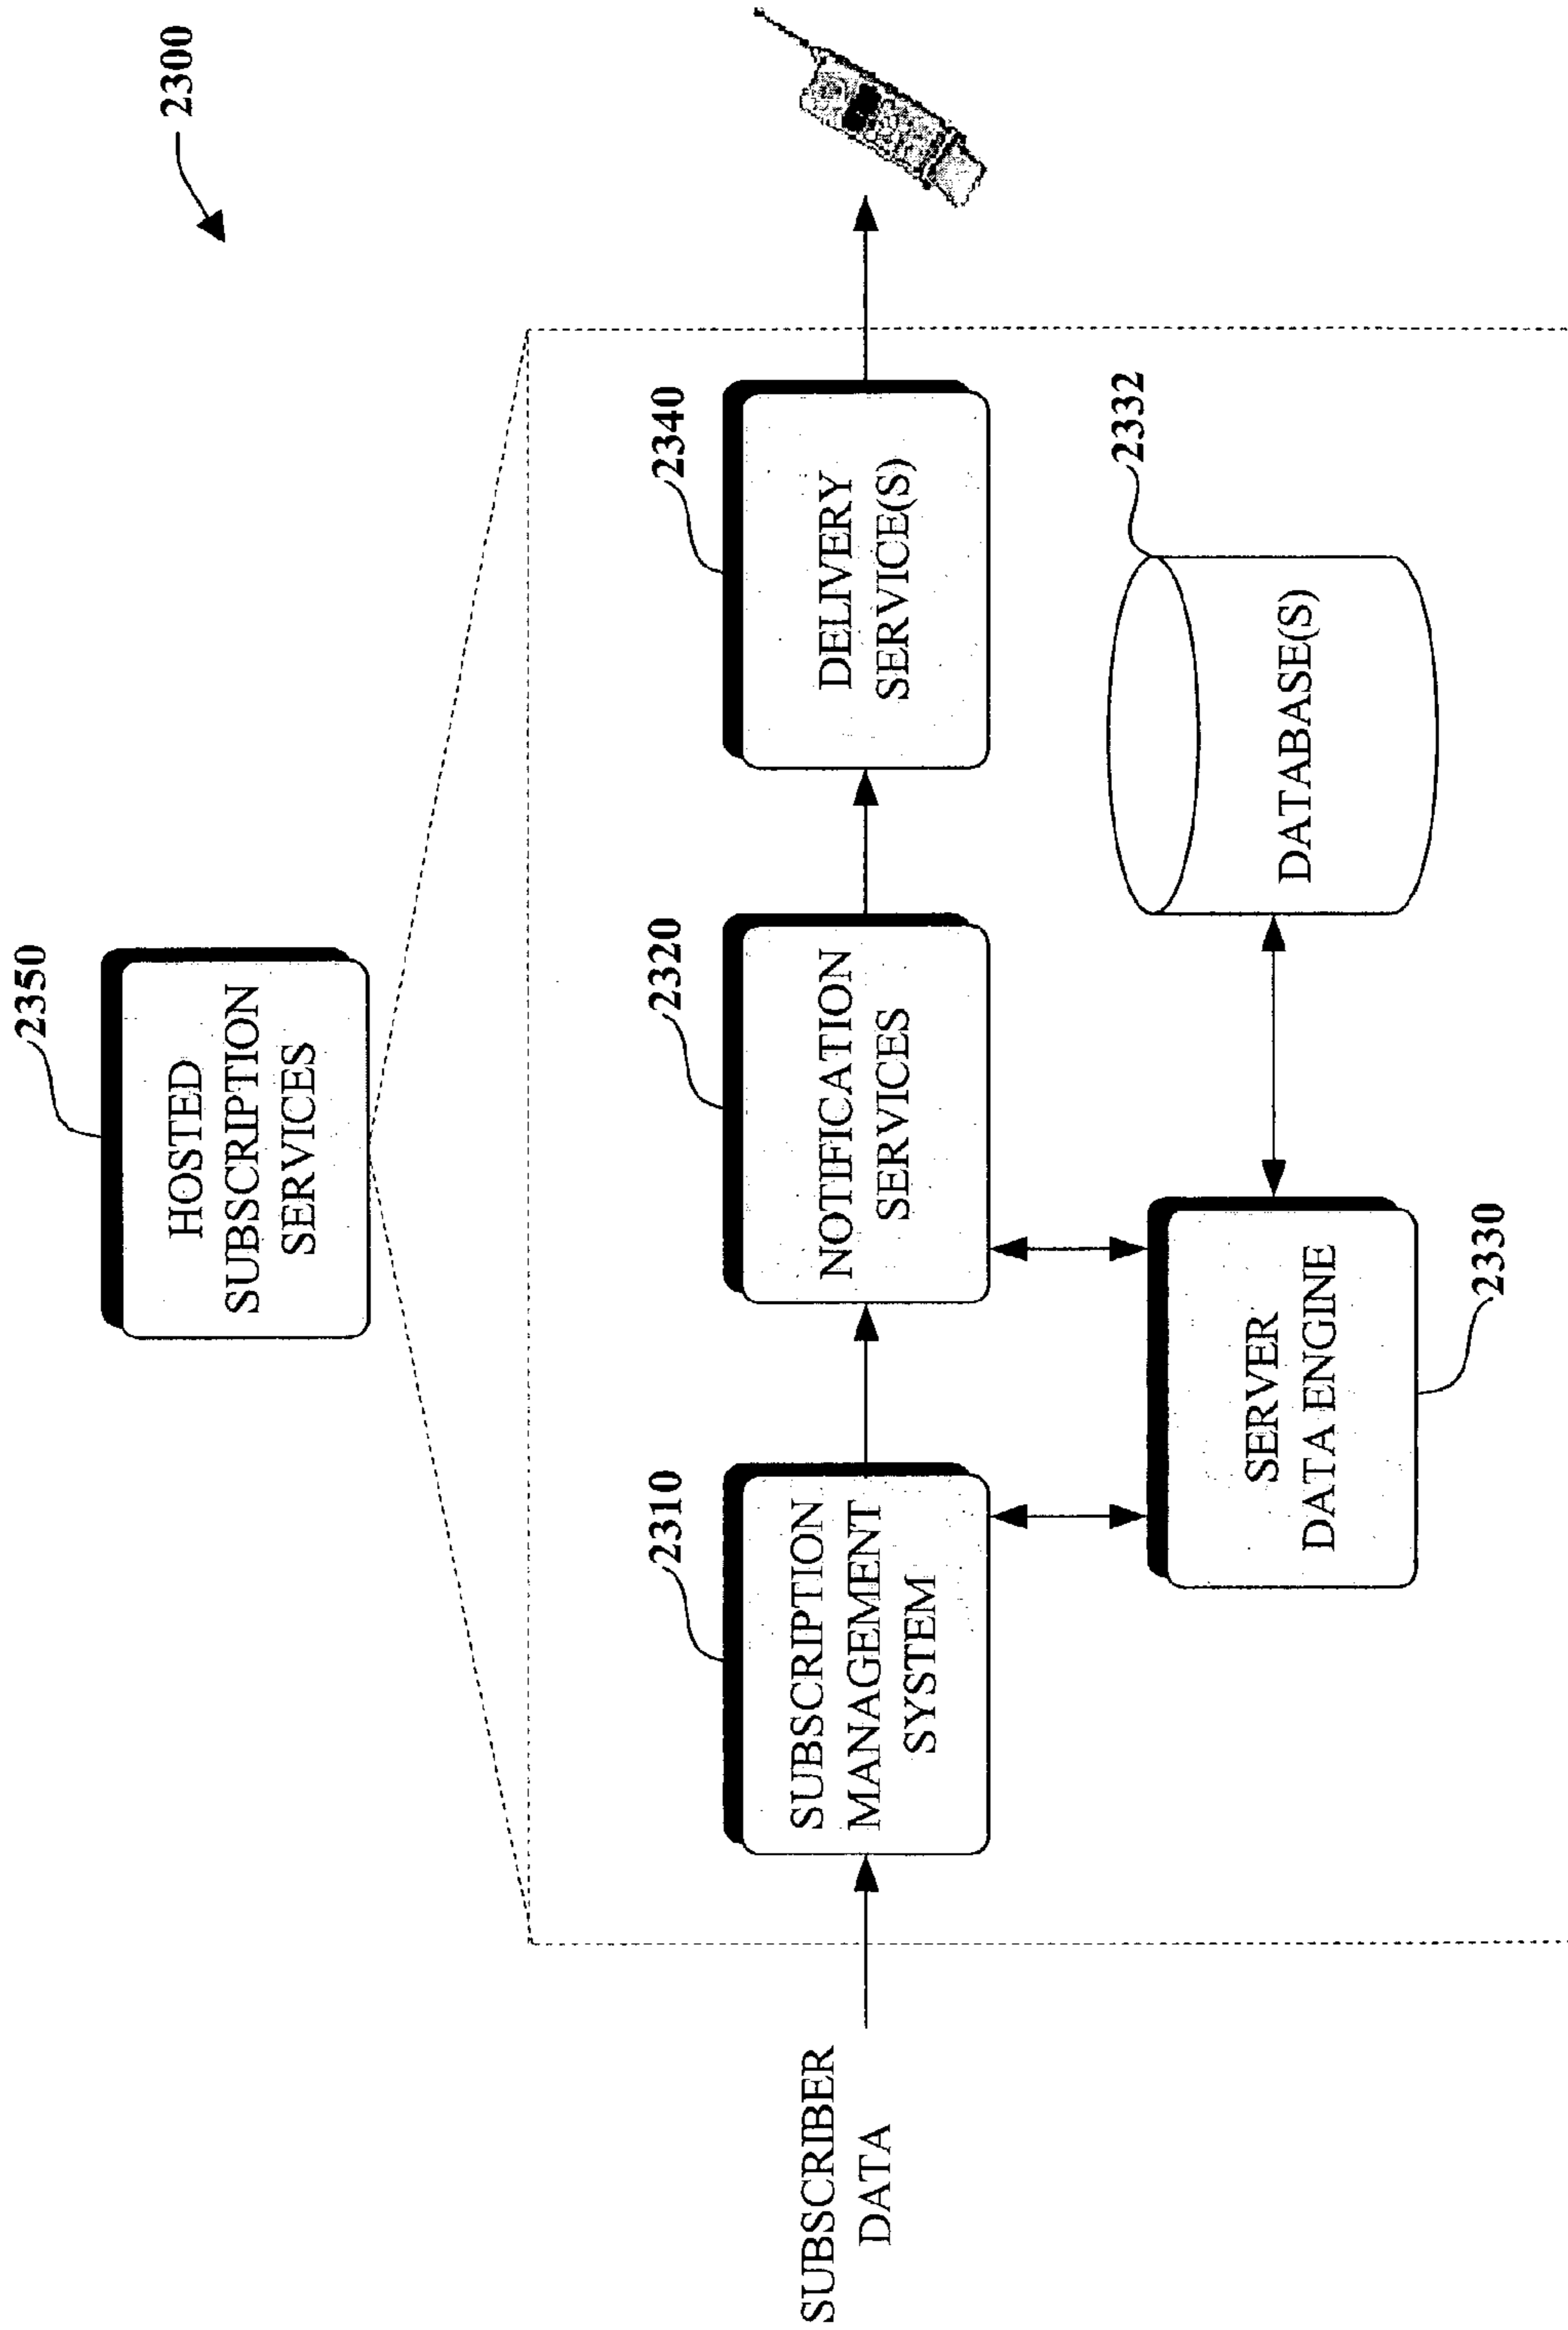 2300
2350
HOSTED
SUBSCRIPTION
SERVICES
2310
SUBSCRIPTION
MANAGEMENT
SYSTEM
2320
NOTIFICATION
SERVICES
2340
DELIVERY
SERVICE(S)
SUBSCRIBER
DATA
SERVER
DATA ENGINE
2330
2332
DATABASE(S)